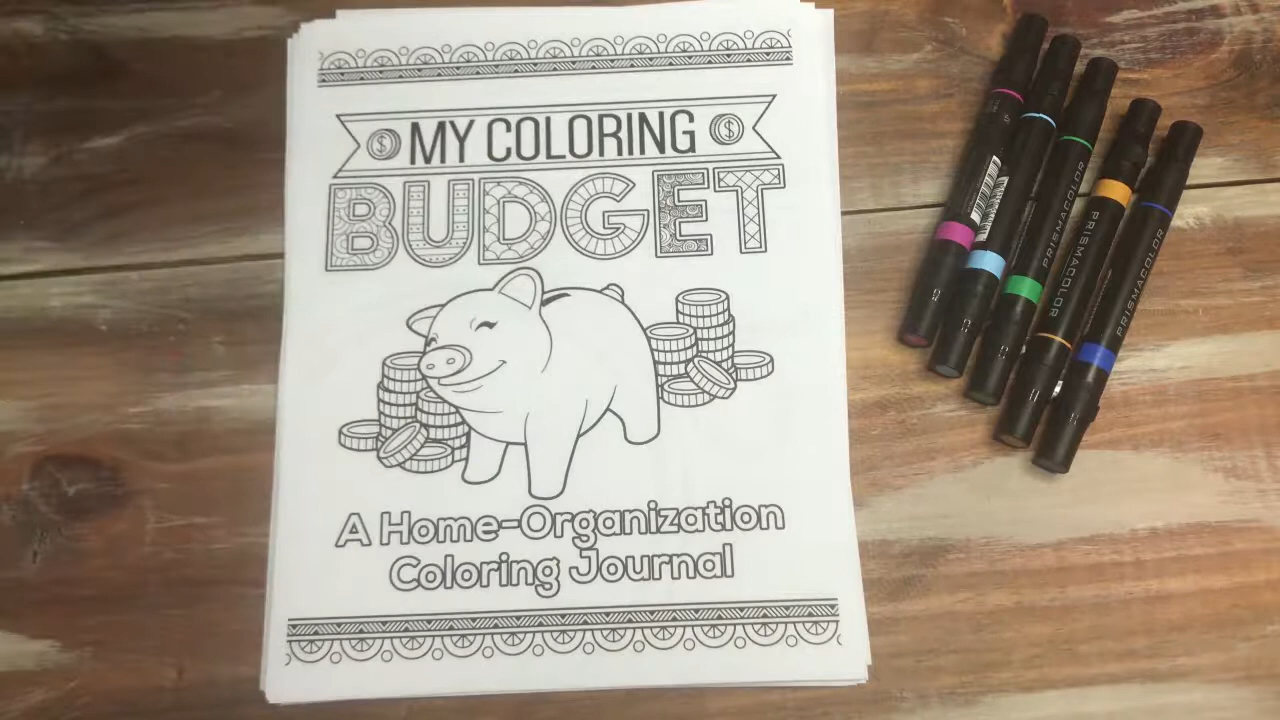 $ MY COLORING $
BUDGET
A Home-Organization
Coloring Journal
PRISMACOLOR
PRISMACOLOR
PRISMACOLOR